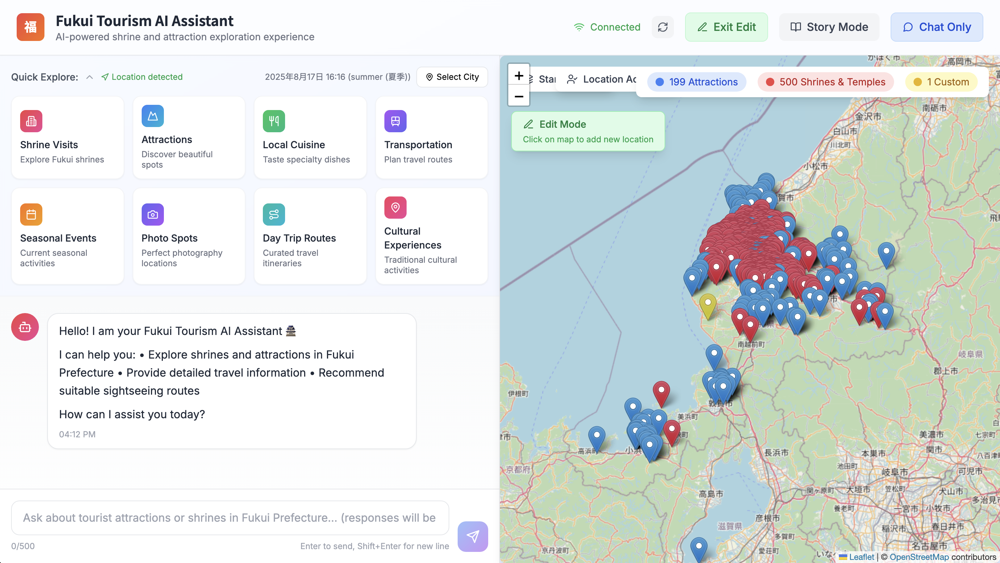 福
Fukui Tourism AI Assistant
AI-powered shrine and attraction exploration experience
Connected
Exit Edit
Story Mode
Chat Only
Quick Explore:
Location detected
2025年8月17日 16:16 (summer (夏季))
Select City
Shrine Visits
Explore Fukui shrines
Attractions
Discover beautiful
spots
Local Cuisine
Taste specialty dishes
Transportation
Plan travel routes
Seasonal Events
Current seasonal
activities
Photo Spots
Perfect photography
locations
Day Trip Routes
Curated travel
itineraries
Cultural
Experiences
Traditional cultural
activities
Hello! I am your Fukui Tourism AI Assistant 🏯
I can help you: • Explore shrines and attractions in Fukui
Prefecture • Provide detailed travel information • Recommend
suitable sightseeing routes
How can I assist you today?
04:12 PM
Ask about tourist attractions or shrines in Fukui Prefecture... (responses will be
0/500
Enter to send, Shift+Enter for new line
+
−
Location
199 Attractions
500 Shrines & Temples
1 Custom
Edit Mode
Click on map to add new location
かほく市
高岡市
南砺市
金沢市
白山市
川北町
小松市
賀市
南越前町
岐阜県
郡上市
伊根町
敦賀市
美浜町
高浜町
小浜
美濃市
七宗町
関市
本巣市
八百津
長浜市
池田町
京都府
岐阜市
可児市
高島市
関ヶ原町
大垣市
笠松町
犬山市
多治見市
養老町
一宮市
小牧市
彦根市
滋賀県
稲沢市
春日井市
多賀町
名古屋市
京丹波町
愛荘町
いな
Leaflet | © OpenStreetMap contributors